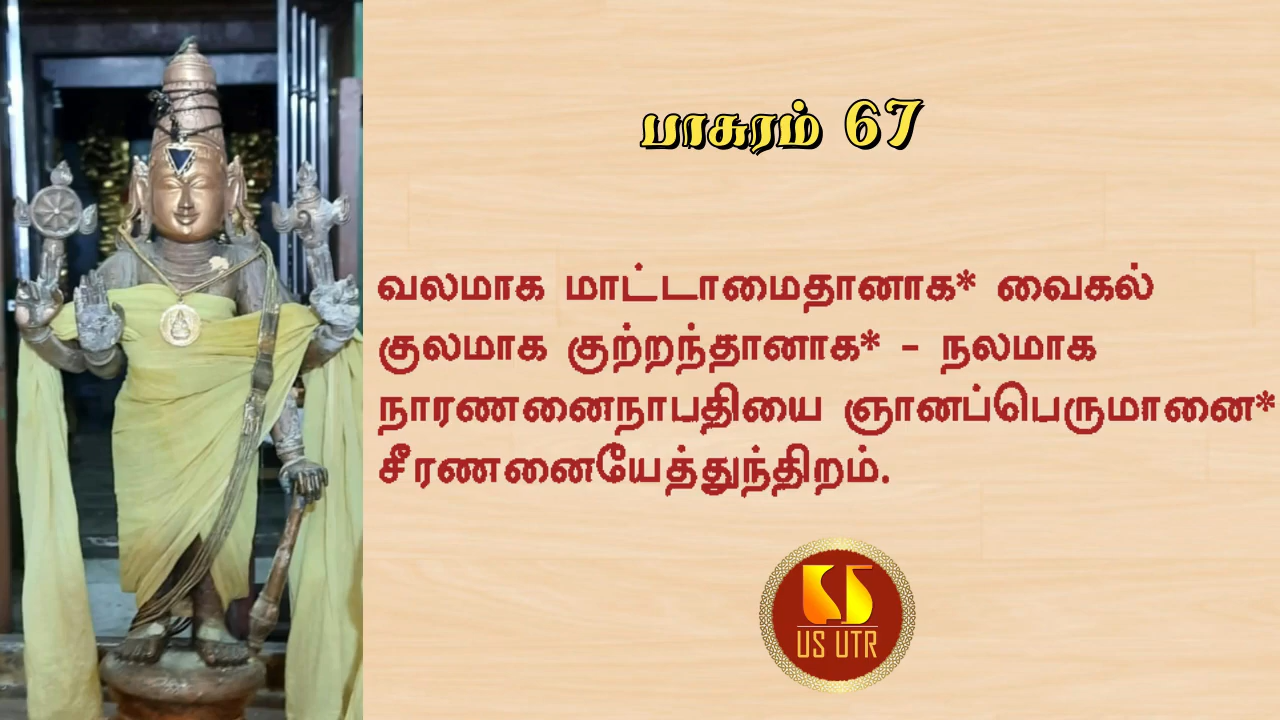 பாசுரம் 67
வலமாக மாட்டாமைதானாக* வைகல்
குலமாக குற்றந்தானாக* - நலமாக
நாரணனைநாபதியை ஞானப்பெருமானை*
சீரணனையேத்துந்திறம்.
US UTR